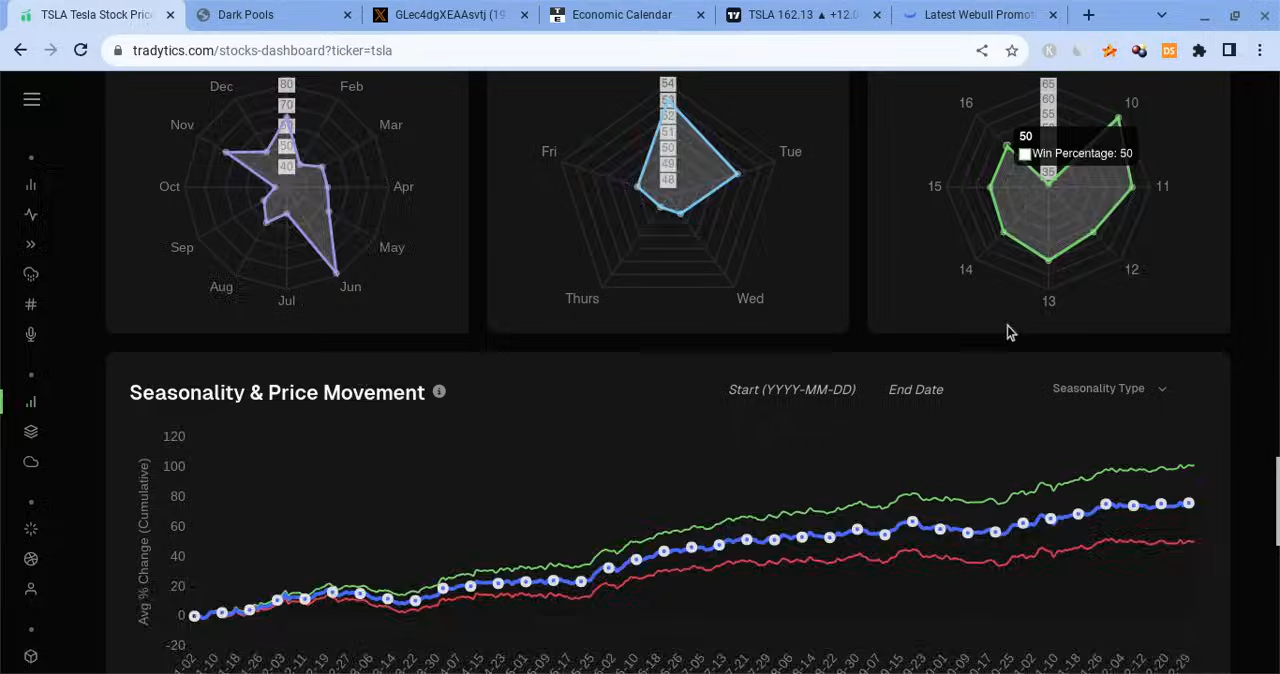 TSLA Tesla Stock Price
Dark Pools
GLec4dgXEAAsvtj (19
Economic Calendar
TSLA 162.13 ▲ +12.0
Latest Webull Promot
tradytics.com/stocks-dashboard?ticker=tsla
DS
Dec
80
Feb
70
Nov
Mar
50
40
Oct
Apr
Sep
May
Aug
Jun
Jul
54
52
51
50
49
48
Fri
Tue
Thurs
Wed
65
60
55
16
10
50
Win Percentage: 50
35
15
11
14
12
13
Seasonality & Price Movement
Start (YYYY-MM-DD)
End Date
Seasonality Type
Avg % Change (Cumulative)
120
100
80
60
40
20
0
-20